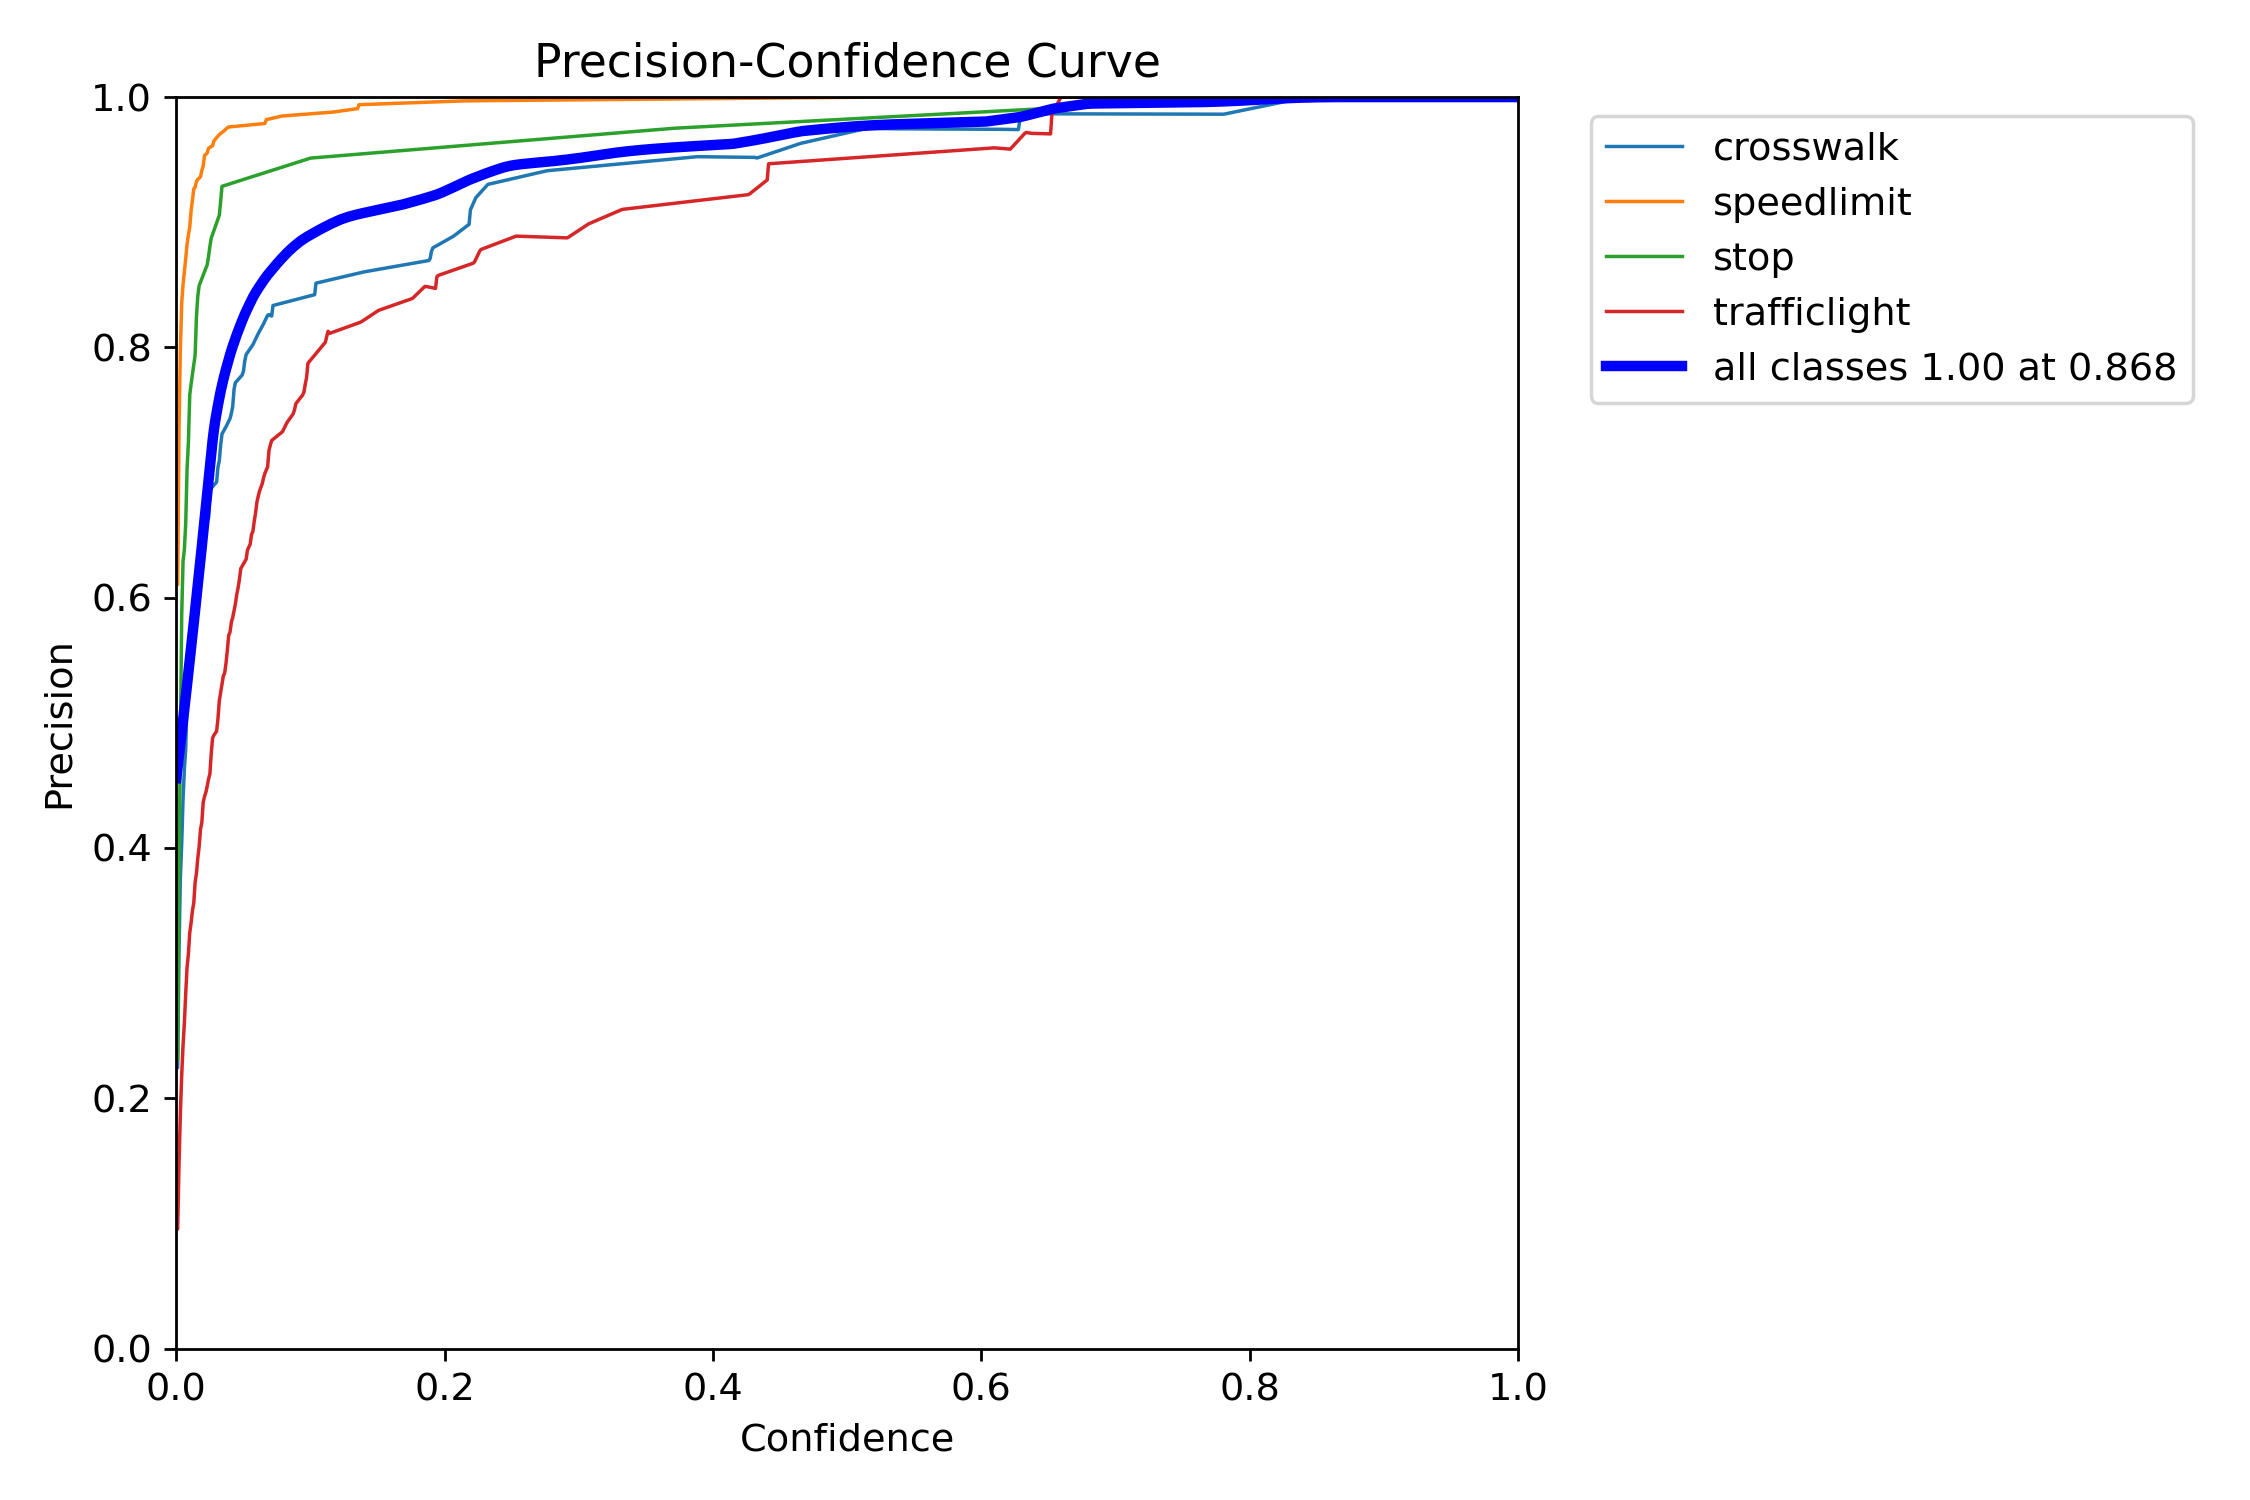 Precision-Confidence Curve
1.0
0.8
0.6
0.4
0.2
0.0
Precision
0.0 0.2 0.4 0.6 0.8 1.0
Confidence
crosswalk
speedlimit
stop
trafficlight
all classes 1.00 at 0.868